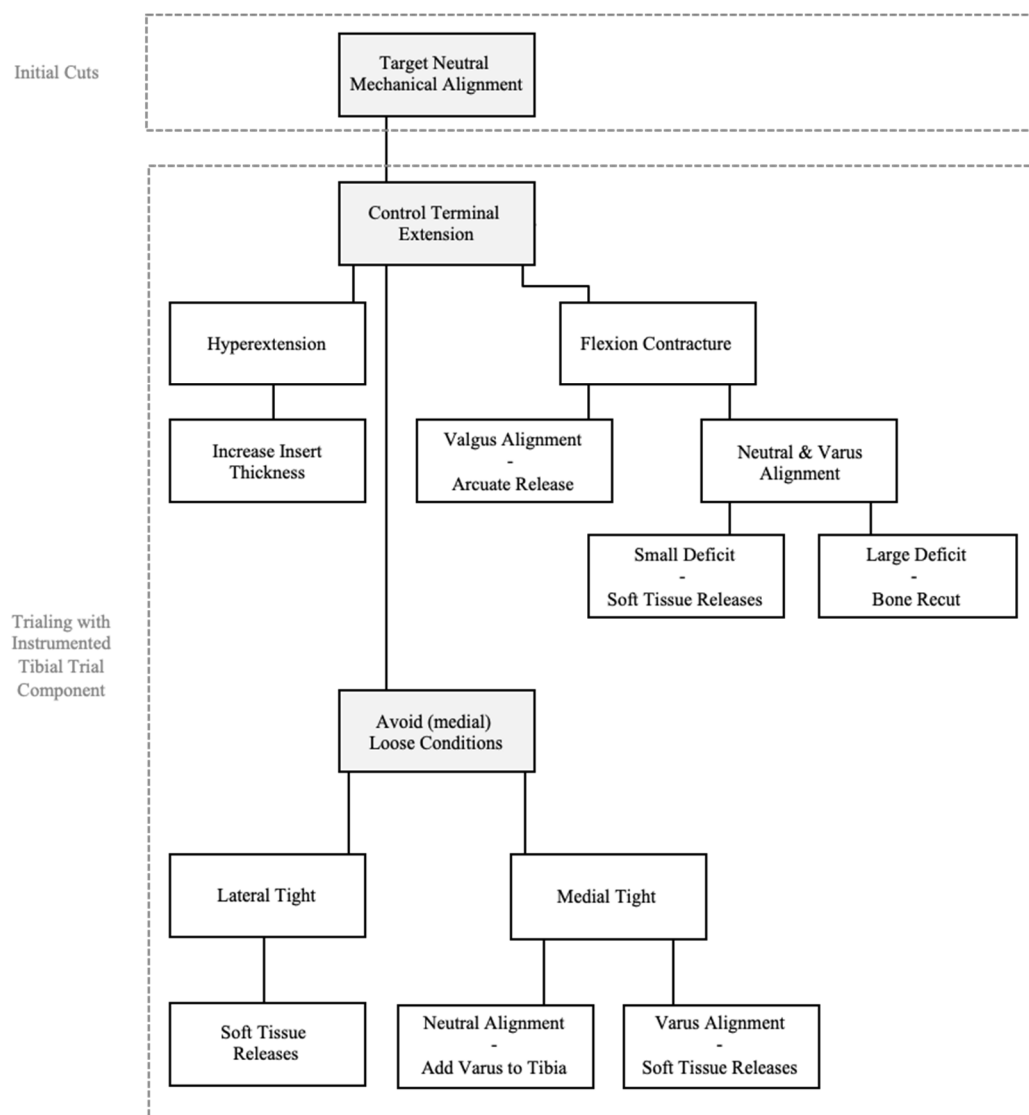 Initial Cuts
Target Neutral
Mechanical Alignment
Control Terminal
Extension
Hyperextension
Flexion Contracture
Increase Insert
Thickness
Valgus Alignment
-
Arcuate Release
Neutral & Varus
Alignment
Small Deficit
-
Soft Tissue Releases
Large Deficit
-
Bone Recut
Trialing with
Instrumented
Tibial Trial
Component
Avoid (medial)
Loose Conditions
Lateral Tight
Medial Tight
Soft Tissue
Releases
Neutral Alignment
-
Add Varus to Tibia
Varus Alignment
-
Soft Tissue Releases